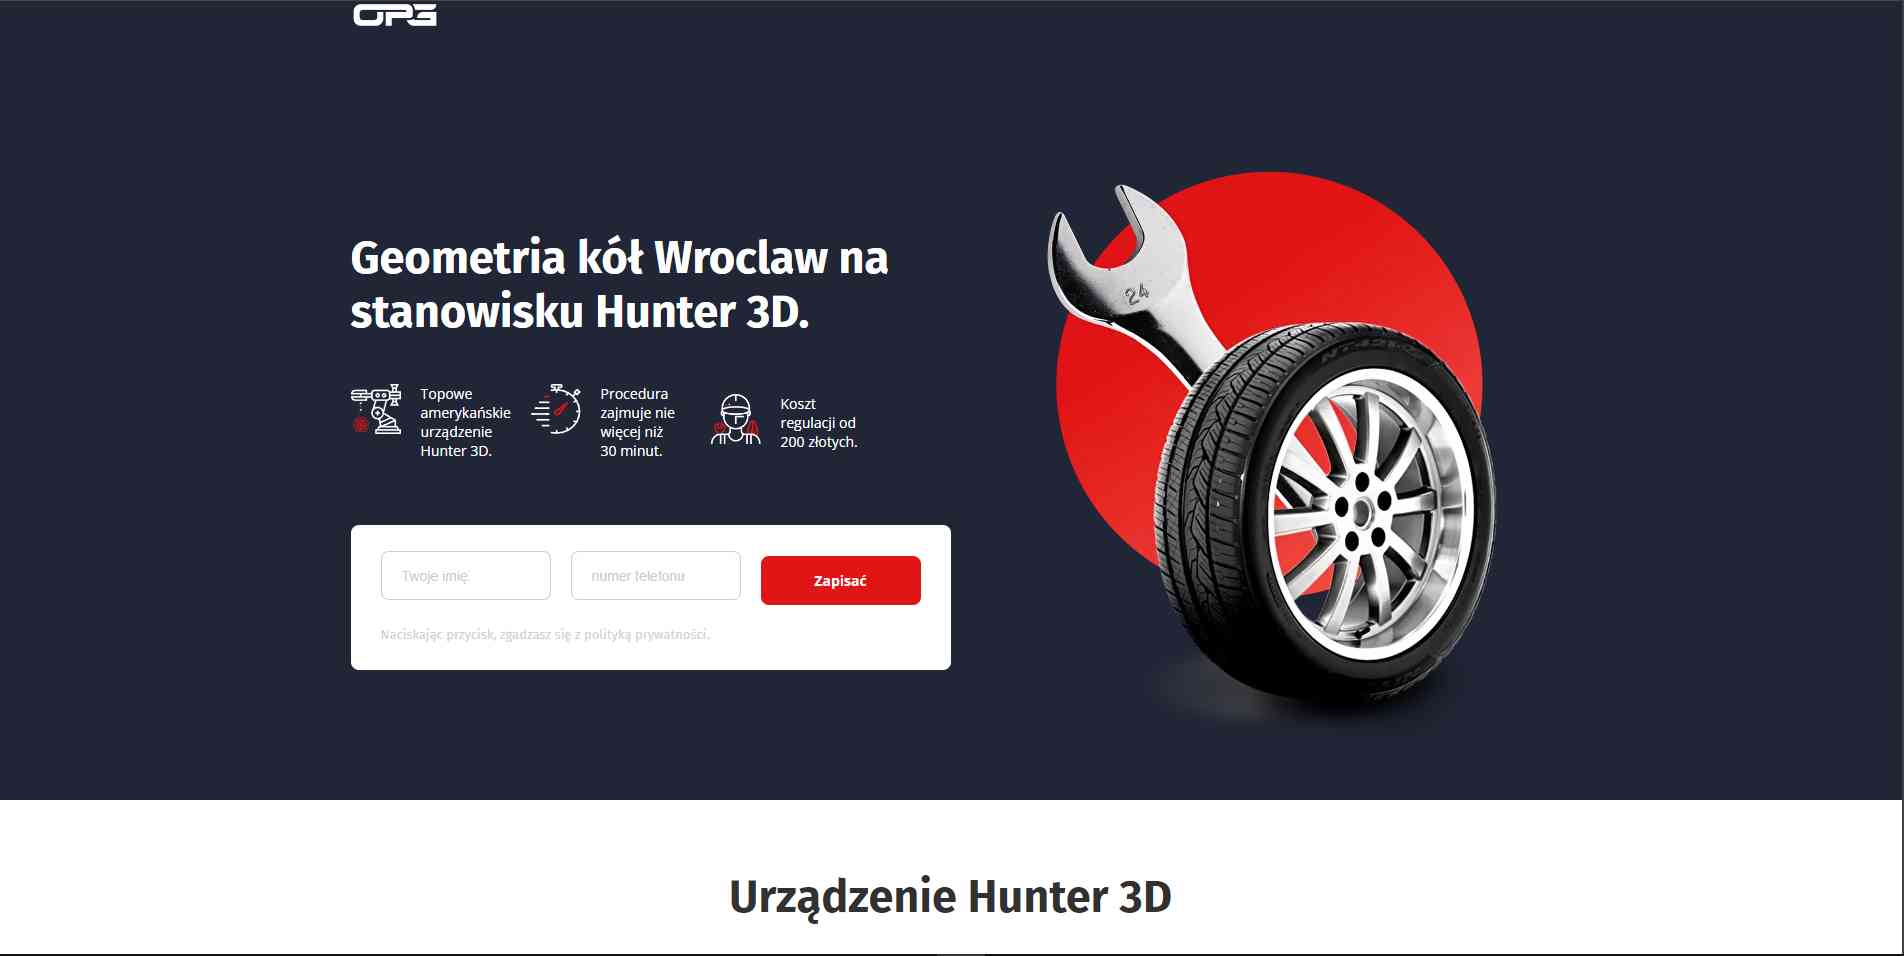 OPG
Geometria kół Wroclaw na
stanowisku Hunter 3D.
Topowe
amerykańskie
urządzenie
Hunter 3D.
Procedura
zajmuje nie
więcej niż
30 minut.
Koszt
regulacji od
200 złotych.
24
Twoje imię
numer telefonu
Zapisać
Naciskając przycisk, zgadzasz się z polityką prywatności.
Urządzenie Hunter 3D